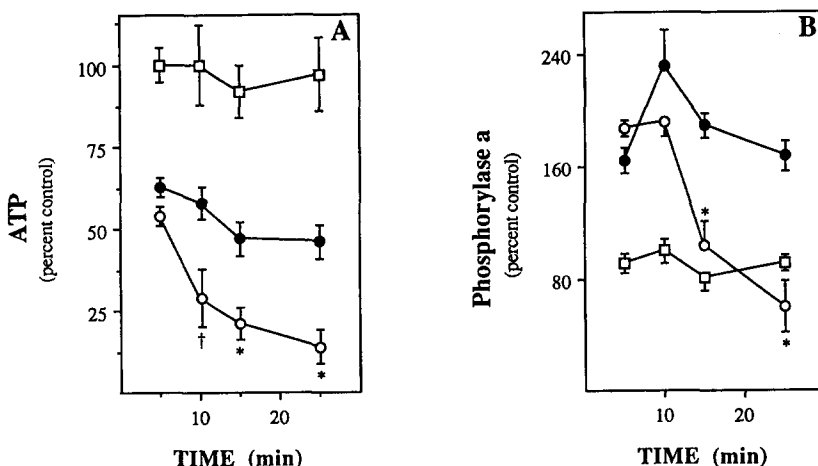 A
100
75
50
25
ATP
(percent control)
†
*
*
10
20
TIME (min)
B
240
160
80
Phosphorylase a
(percent control)
*
*
10
20
TIME (min)